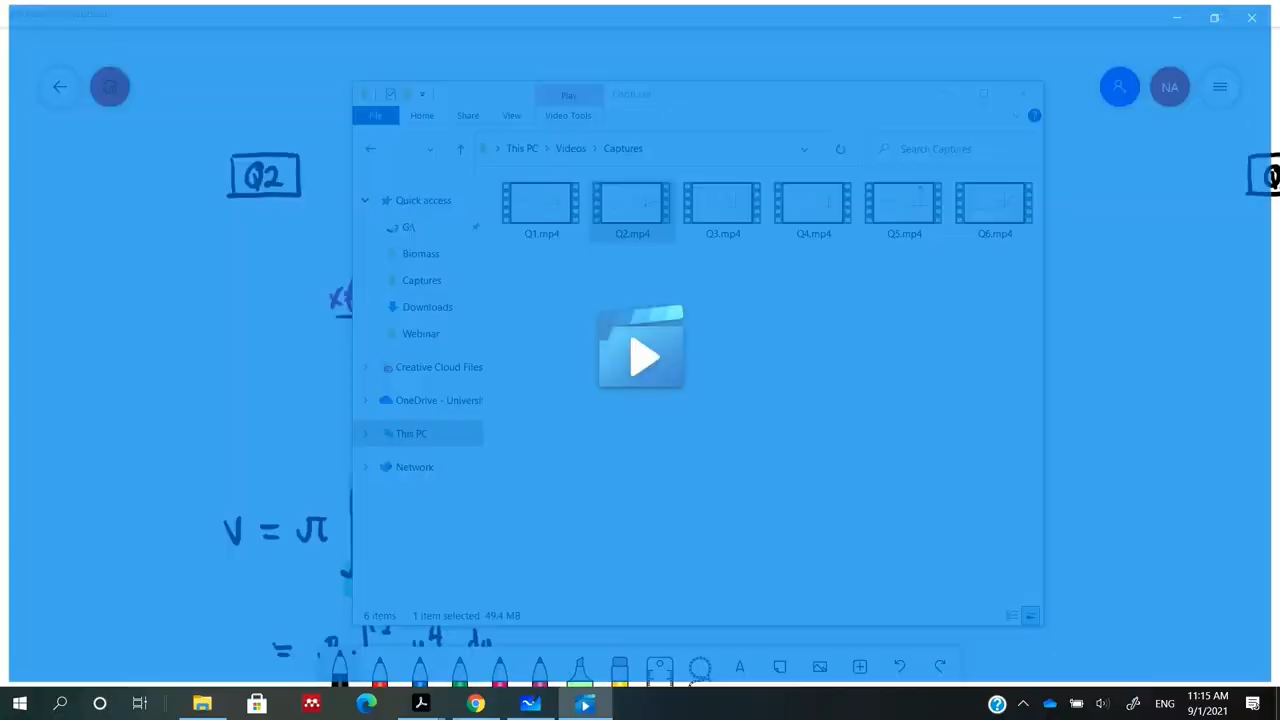 NA
Play
Captures
File
Home
Share
View
Video Tools
This PC
Videos
Captures
Search Captures
Q2
Quick access
G:\
Biomass
Captures
Downloads
Webinar
Creative Cloud Files
OneDrive - Universit
This PC
Network
Q1.mp4
Q2.mp4
Q3.mp4
Q4.mp4
Q5.mp4
Q6.mp4
V = π
6 items
1 item selected 49.4 MB
ENG
11:15 AM
9/1/2021